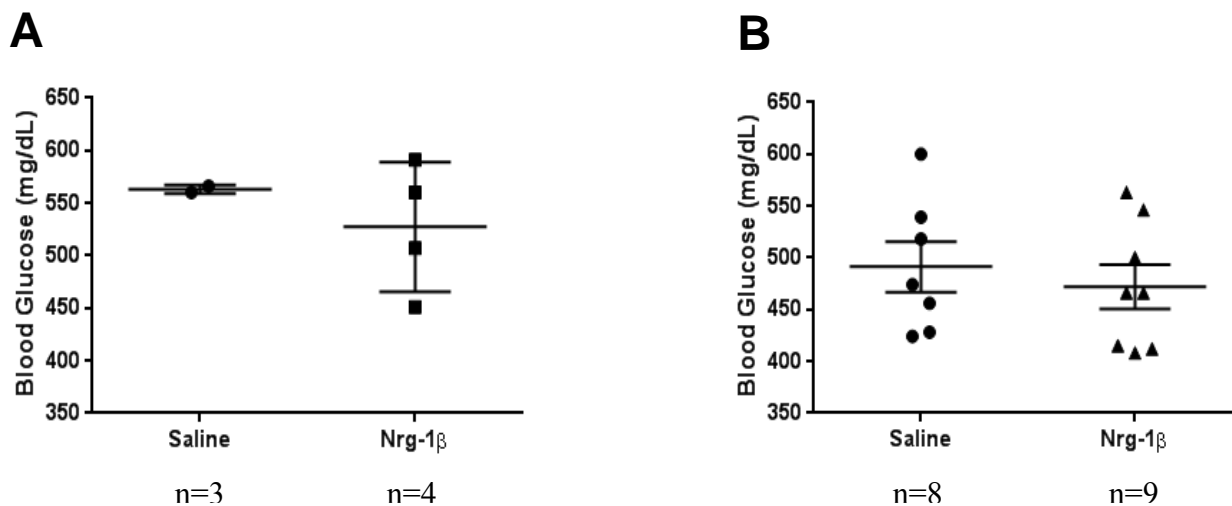 A
Blood Glucose (mg/dL)
650
600
550
500
450
400
350
Saline
Nrg-1β
n=3
n=4
B
Blood Glucose (mg/dL)
650
600
550
500
450
400
350
Saline
Nrg-1β
n=8
n=9